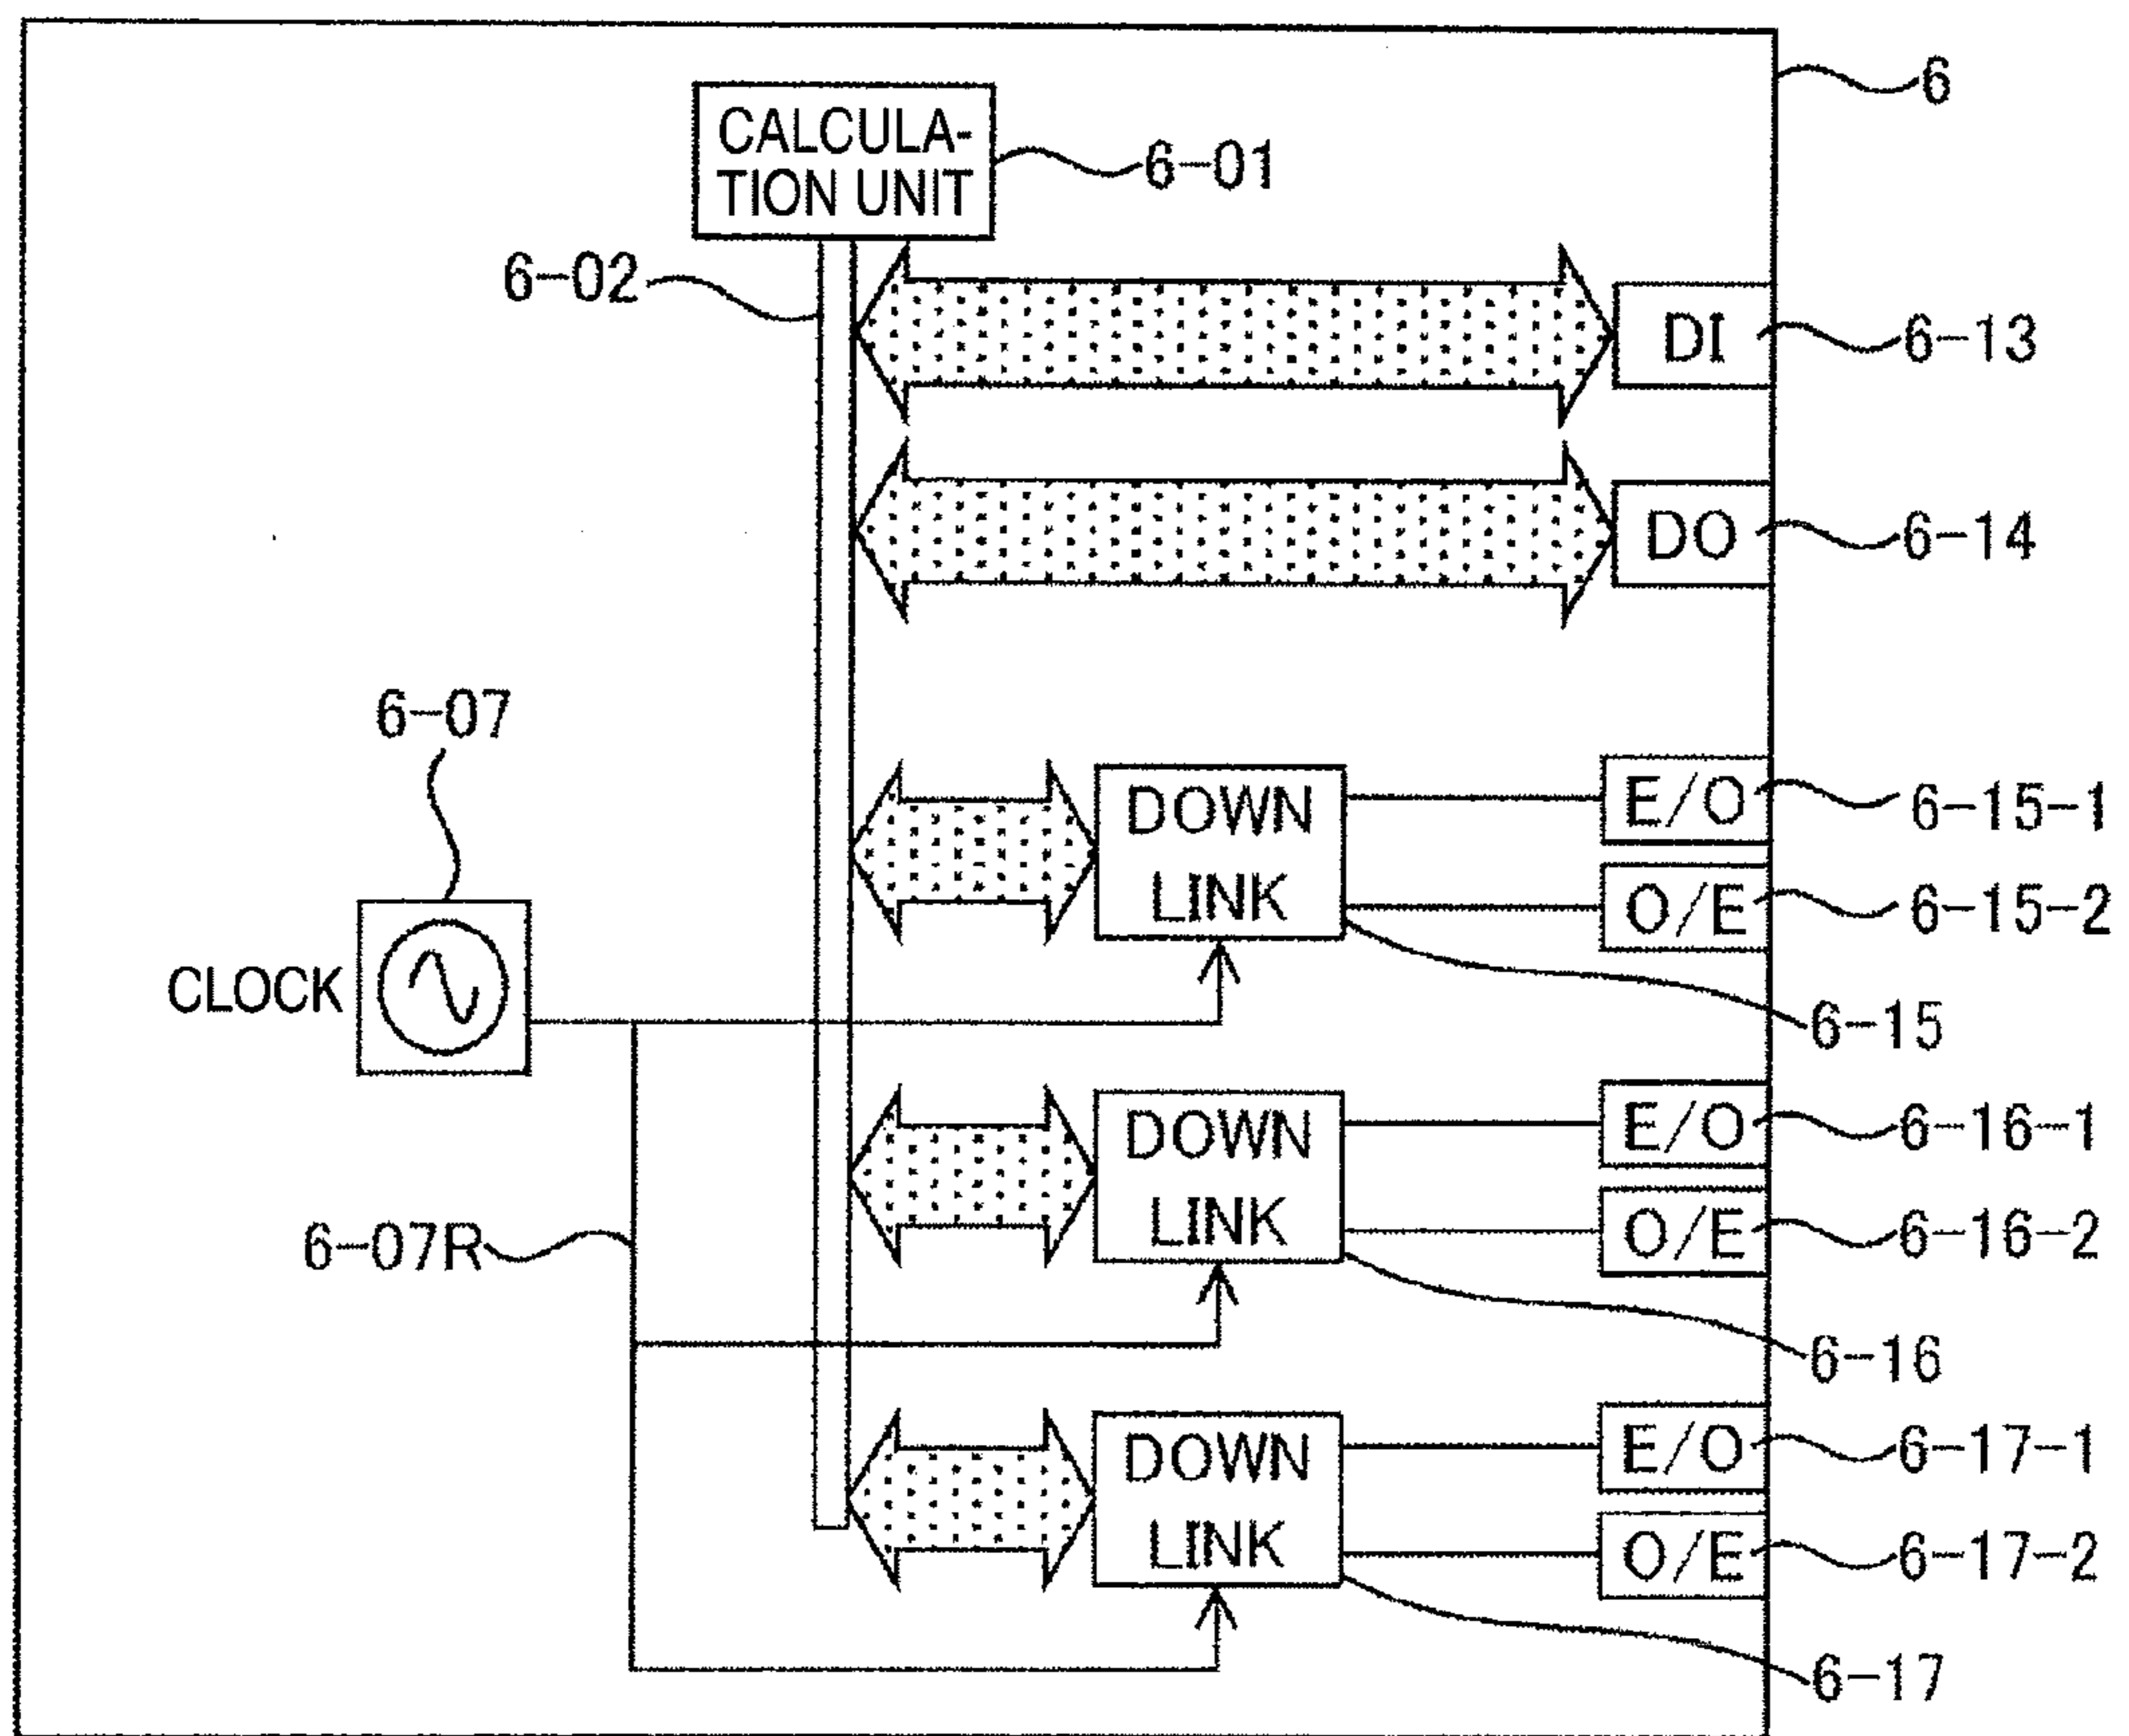 6
CALCULA-
TION UNIT
6-01
6-02
DI
6-13
DO
6-14
6-07
CLOCK
DOWN
LINK
E/O
6-15-1
O/E
6-15-2
6-15
DOWN
LINK
E/O
6-16-1
O/E
6-16-2
6-07R
6-16
DOWN
LINK
E/O
6-17-1
O/E
6-17-2
6-17